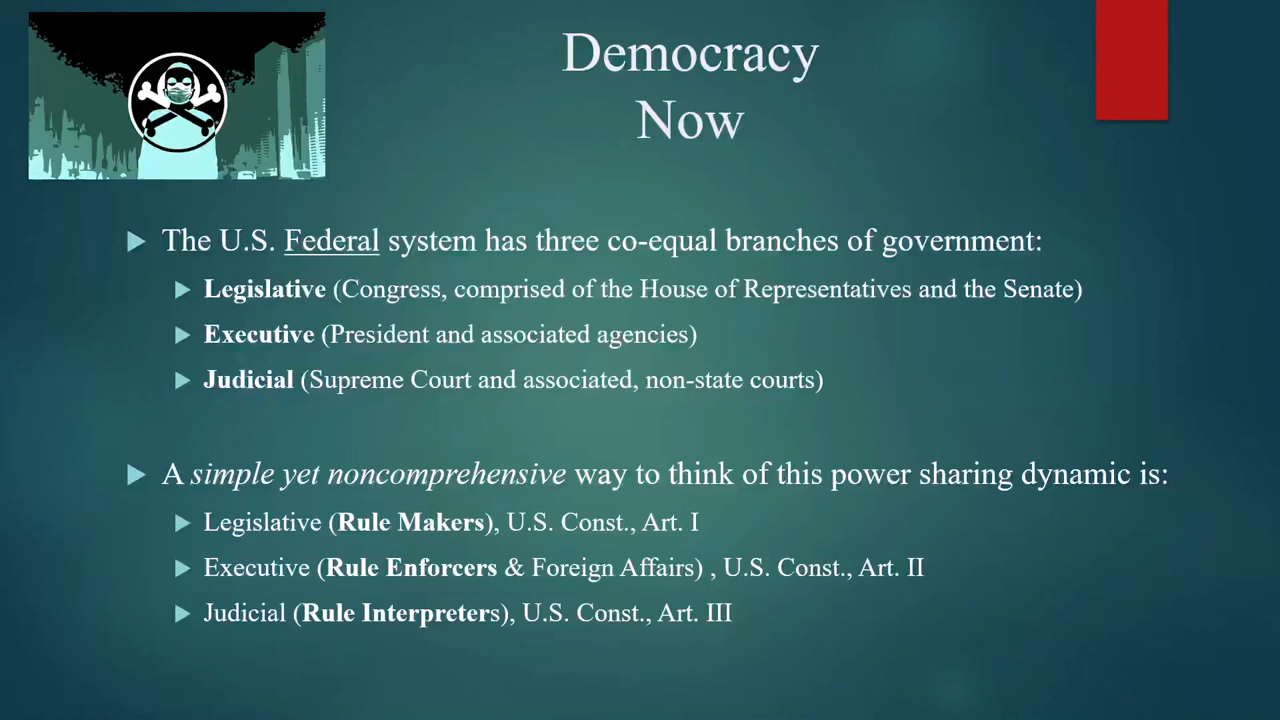 Democracy
Now
The U.S. Federal system has three co-equal branches of government:
Legislative (Congress, comprised of the House of Representatives and the Senate)
Executive (President and associated agencies)
Judicial (Supreme Court and associated, non-state courts)
A simple yet noncomprehensive way to think of this power sharing dynamic is:
Legislative (Rule Makers), U.S. Const., Art. I
Executive (Rule Enforcers & Foreign Affairs) , U.S. Const., Art. II
Judicial (Rule Interpreters), U.S. Const., Art. III